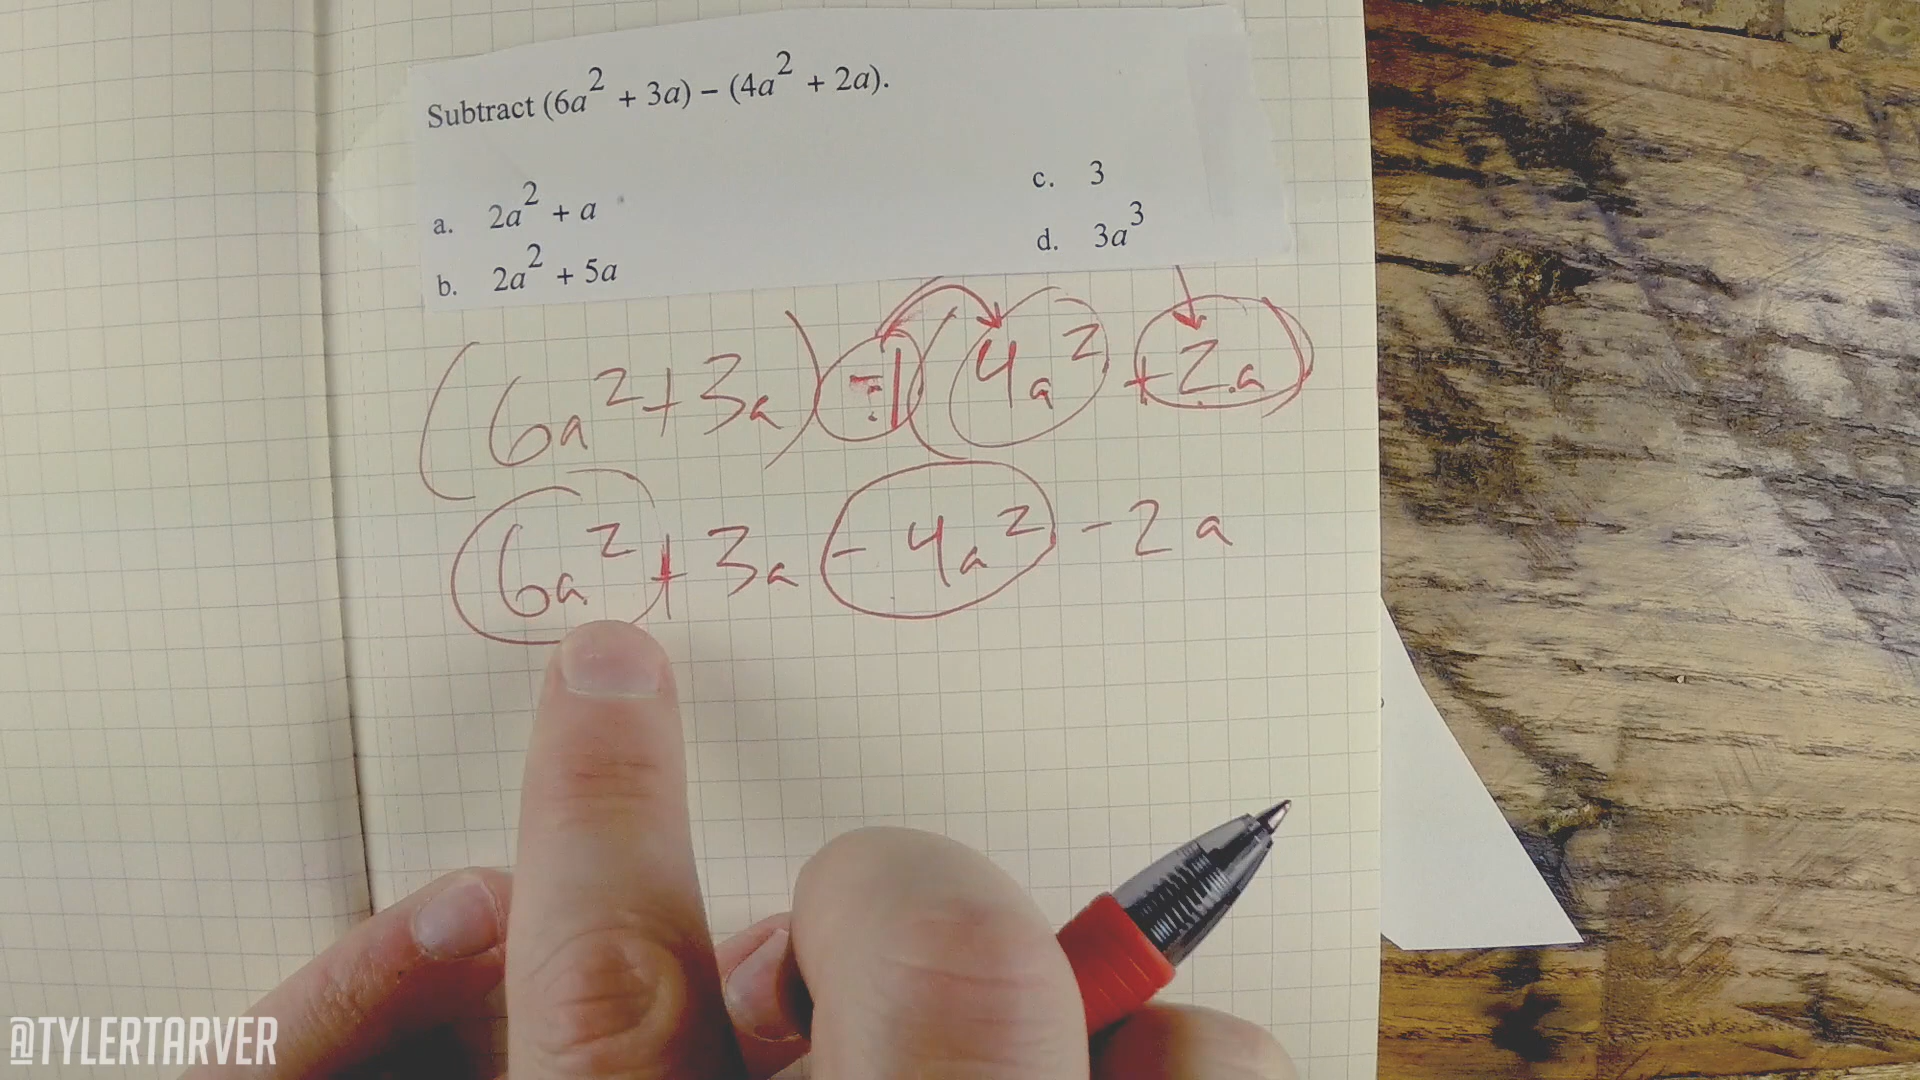 Subtract (6a² + 3a) – (4a² + 2a).
a. 2a² + a
b. 2a² + 5a
c. 3
d. 3a³
(6a²+3a)-1(4a²+2a)
6a²+3a-4a²-2a
@TYLERTARVER